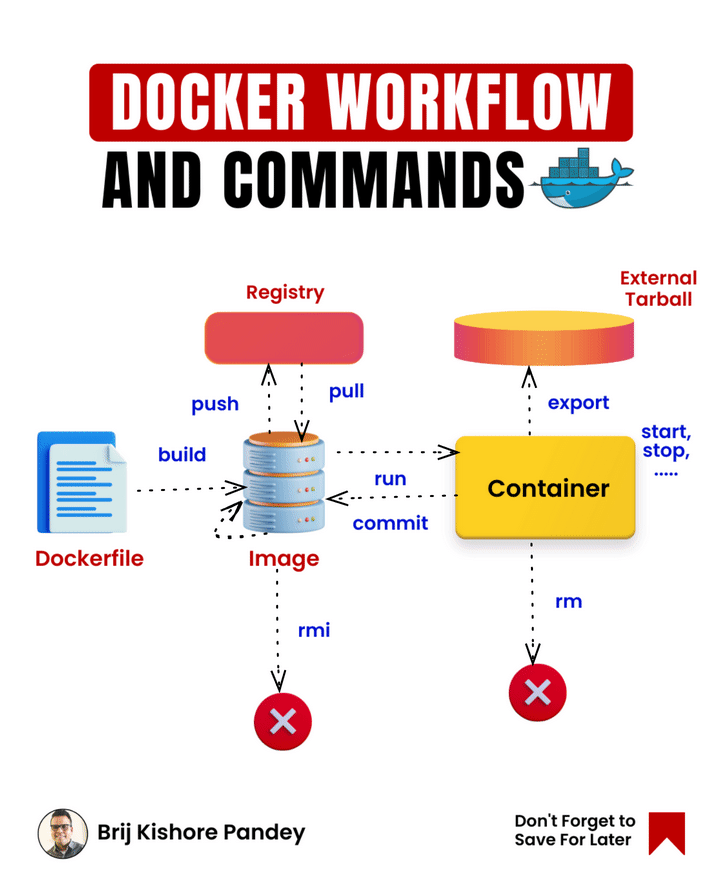 DOCKER WORKFLOW
AND COMMANDS
Registry
External
Tarball
push
pull
export
build
start,
stop,
.....
run
Container
commit
Dockerfile
Image
rmi
rm
Brij Kishore Pandey
Don't Forget to
Save For Later